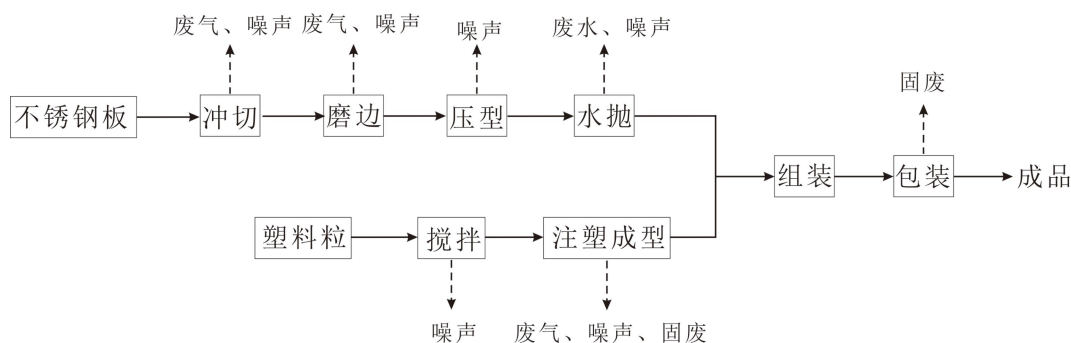 废气、噪声
废气、噪声
噪声
废水、噪声
固废
不锈钢板
冲切
磨边
压型
水抛
组装
包装
成品
塑料粒
搅拌
注塑成型
噪声
废气、噪声、固废